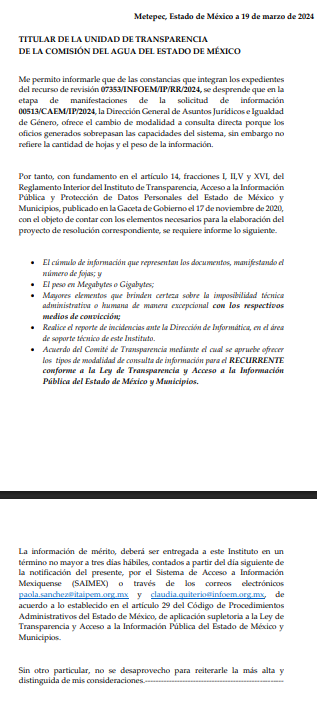 Metepec, Estado de México a 19 de marzo de 2024
TITULAR DE LA UNIDAD DE TRANSPARENCIA
DE LA COMISIÓN DEL AGUA DEL ESTADO DE MÉXICO
Me permito informarle que de las constancias que integran los expedientes
del recurso de revisión 07353/INFOEM/IP/RR/2024, se desprende que en la
etapa de manifestaciones de la solicitud de información
00513/CAEM/IP/2024, la Dirección General de Asuntos Jurídicos e Igualdad
de Género, ofrece el cambio de modalidad a consulta directa porque los
oficios generados sobrepasan las capacidades del sistema, sin embargo no
refiere la cantidad de hojas y el peso de la información.
Por tanto, con fundamento en el artículo 14, fracciones I, II,V y XVI, del
Reglamento Interior del Instituto de Transparencia, Acceso a la Información
Pública y Protección de Datos Personales del Estado de México y
Municipios, publicado en la Gaceta de Gobierno el 17 de noviembre de 2020,
con el objeto de contar con los elementos necesarios para la elaboración del
proyecto de resolución correspondiente, se requiere informe lo siguiente.
• El cúmulo de información que representan los documentos, manifestando el
número de fojas; y
• El peso en Megabytes o Gigabytes;
• Mayores elementos que brinden certeza sobre la imposibilidad técnica
administrativa o humana de manera excepcional con los respectivos
medios de convicción;
• Realice el reporte de incidencias ante la Dirección de Informática, en el área
de soporte técnico de este Instituto.
• Acuerdo del Comité de Transparencia mediante el cual se apruebe ofrecer
los tipos de modalidad de consulta de información para el RECURRENTE
conforme a la Ley de Transparencia y Acceso a la Información
Pública del Estado de México y Municipios.
La información de mérito, deberá ser entregada a este Instituto en un
término no mayor a tres días hábiles, contados a partir del día siguiente de
la notificación del presente, por el Sistema de Acceso a Información
Mexiquense (SAIMEX) o través de los correos electrónicos
paola.sanchez@itaipem.org.mx y claudia.quiterio@infoem.org.mx, de
acuerdo a lo establecido en el artículo 29 del Código de Procedimientos
Administrativos del Estado de México, de aplicación supletoria a la Ley de
Transparencia y Acceso a la Información Pública del Estado de México y
Municipios.
Sin otro particular, no se desaprovecho para reiterarle la más alta y
distinguida de mis consideraciones.------------------------------------------------